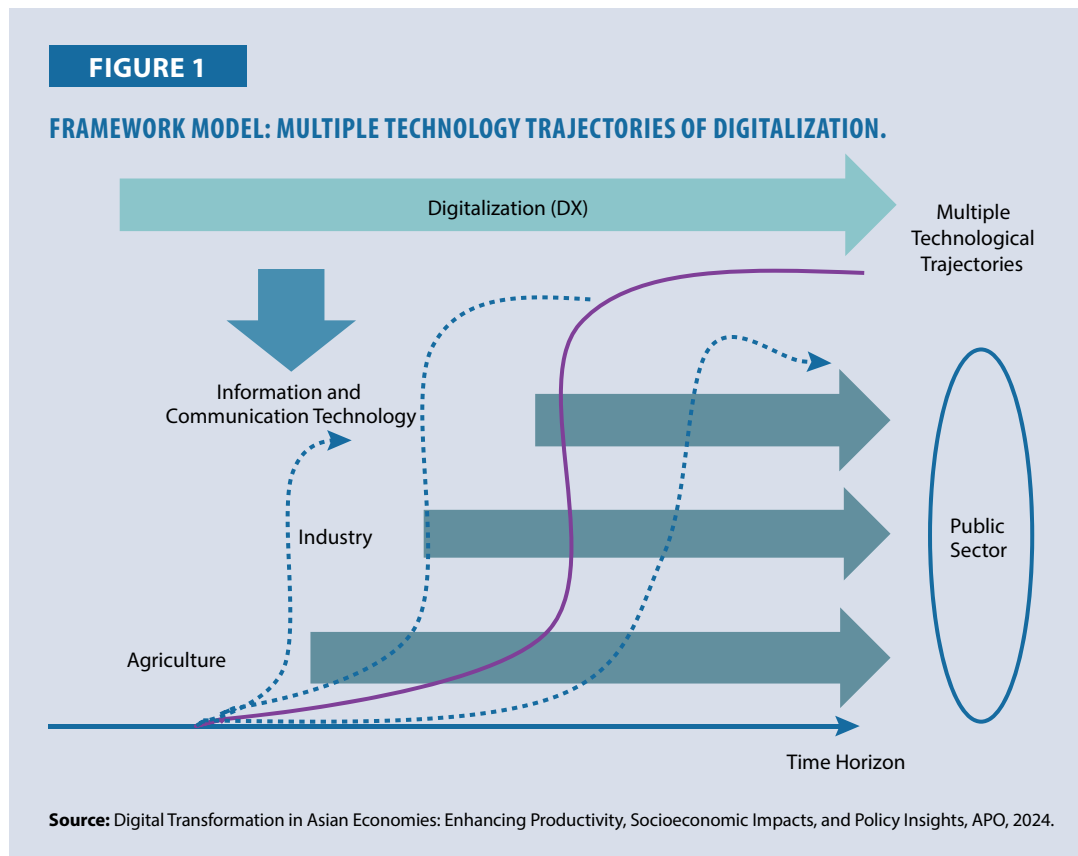 FIGURE 1
FRAMEWORK MODEL: MULTIPLE TECHNOLOGY TRAJECTORIES OF DIGITALIZATION.
Digitalization (DX)
Multiple
Technological
Trajectories
Information and
Communication Technology
Industry
Public
Sector
Agriculture
Time Horizon
Source: Digital Transformation in Asian Economies: Enhancing Productivity, Socioeconomic Impacts, and Policy Insights, APO, 2024.